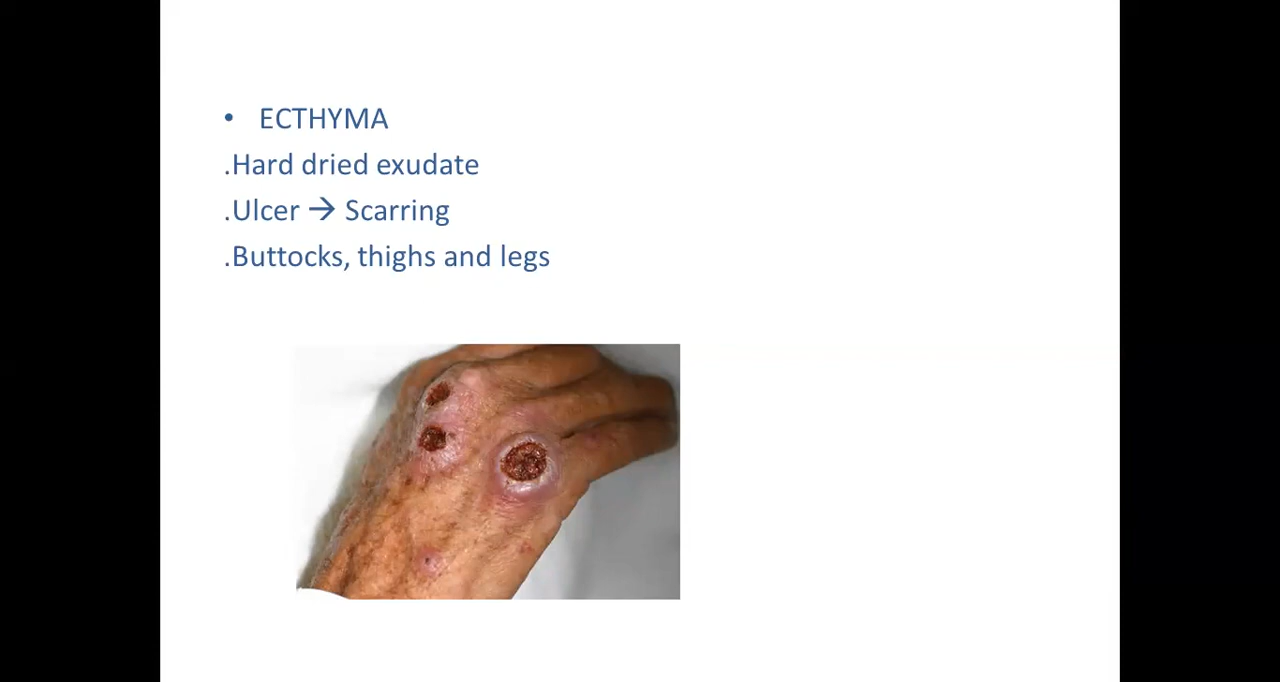 • ECTHYMA
.Hard dried exudate
.Ulcer → Scarring
.Buttocks, thighs and legs